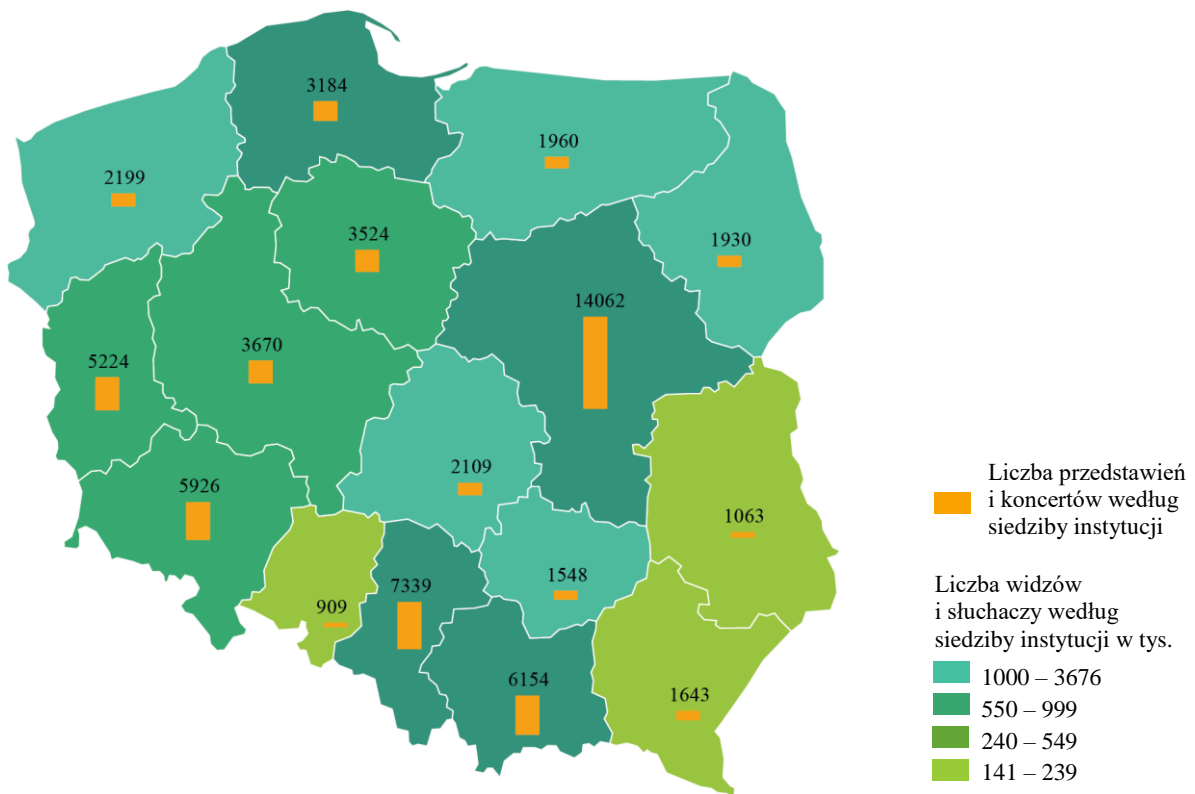 3184
1960
2199
3524
1930
14062
3670
5224
2109
5926
1063
1548
7339
909
6154
1643
Liczba przedstawień
i koncertów według
siedziby instytucji
Liczba widzów
i słuchaczy według
siedziby instytucji w tys.
1000 – 3676
550 – 999
240 – 549
141 – 239